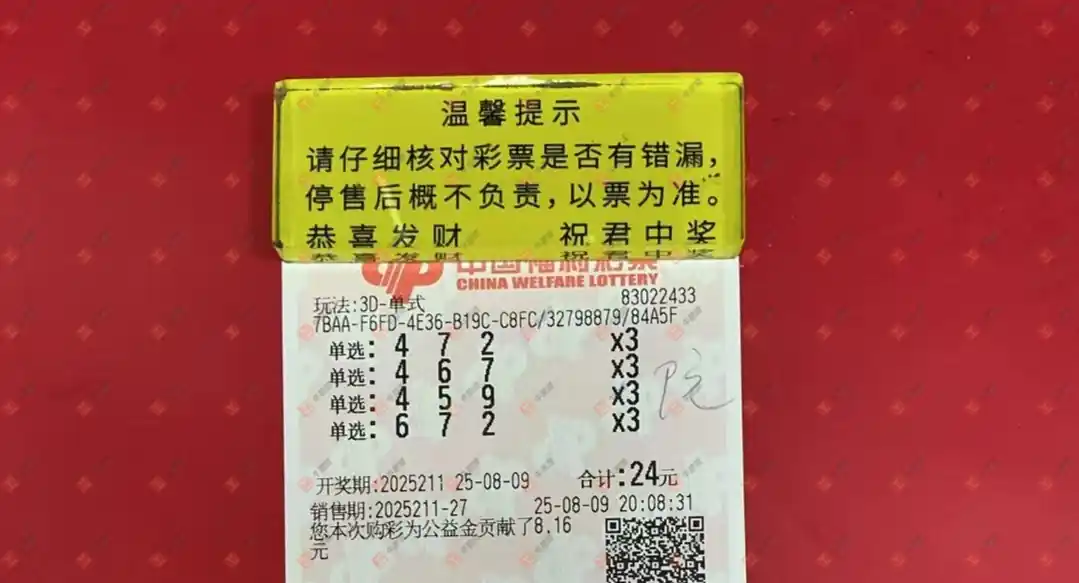 温馨提示
请仔细核对彩票是否有错漏，
停售后概不负责，以票为准。
恭喜发财 祝君中奖
中国福利彩票
CHINA WELFARE LOTTERY
玩法:3D-单式 83022433
7BAA-F6FD-4E36-B19C-C8FC/32798879/84A5F
单选: 4 7 2 x3
单选: 4 6 7 x3
单选: 4 5 9 x3
单选: 6 7 2 x3
开奖期:2025211 25-08-09 合计:24元
销售期:2025211-27 25-08-09 20:08:31
您本次购彩为公益金贡献了8.16
元